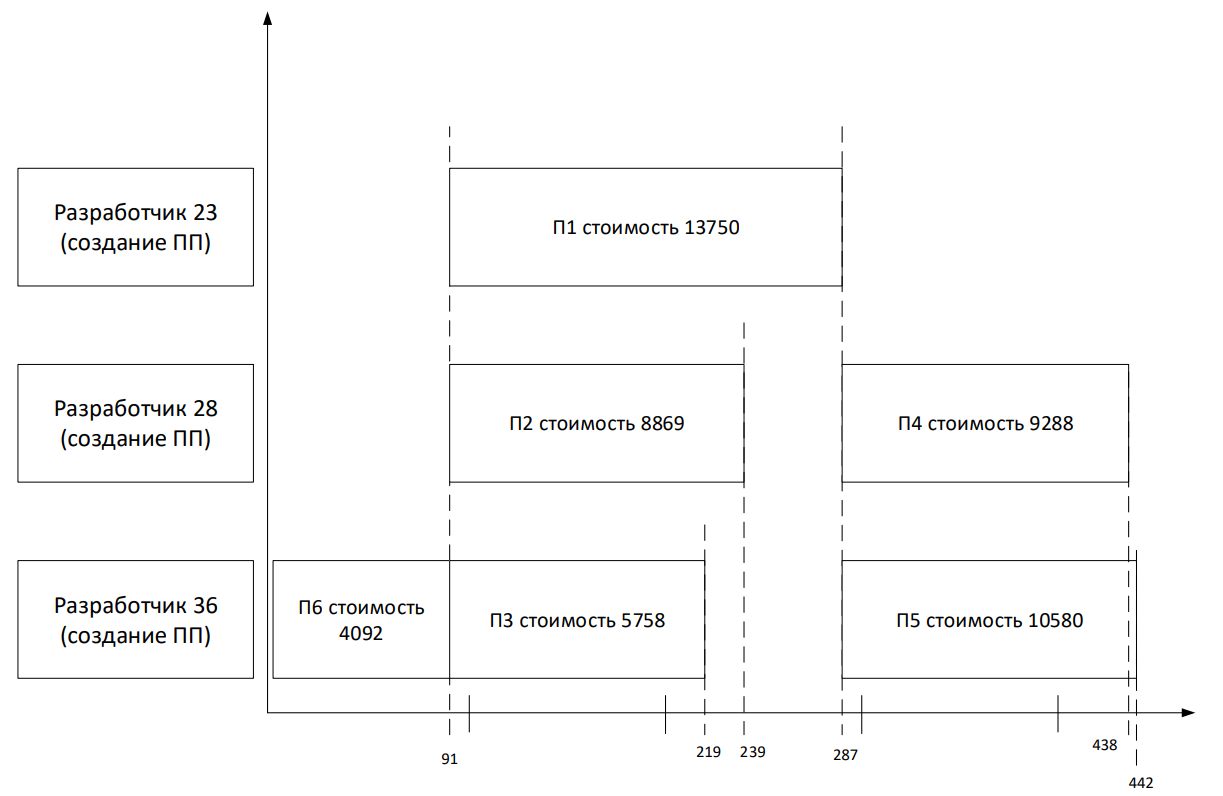 Разработчик 23
(создание ПП)
П1 стоимость 13750
Разработчик 28
(создание ПП)
П2 стоимость 8869
П4 стоимость 9288
Разработчик 36
(создание ПП)
П6 стоимость
4092
П3 стоимость 5758
П5 стоимость 10580
91
219
239
287
438
442